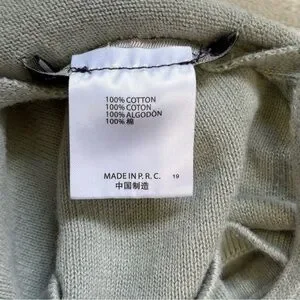 100% COTTON
100% COTON
100% ALGODON
100% 棉
MADE IN P. R. C. 19
中国制造